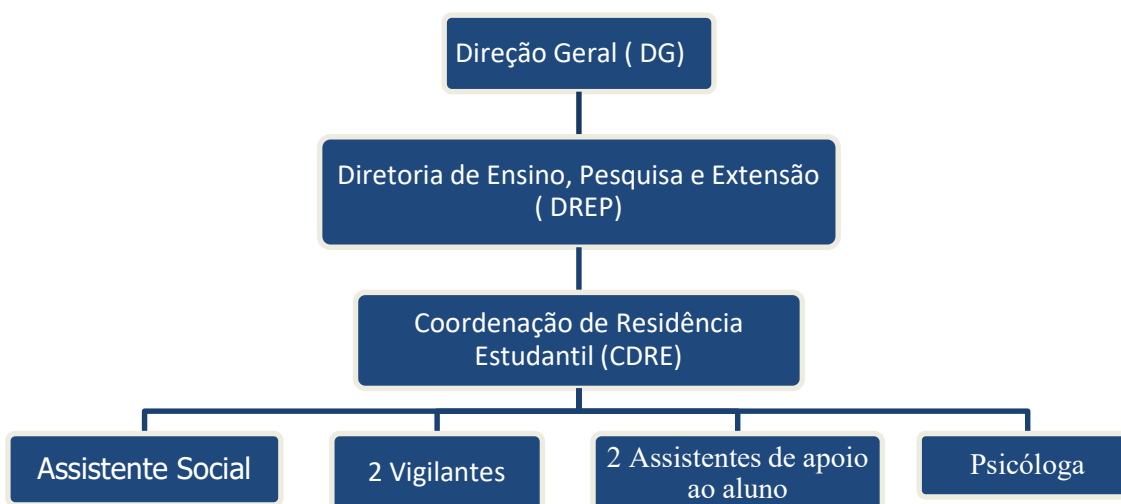 Direção Geral ( DG)
Diretoria de Ensino, Pesquisa e Extensão
( DREP)
Coordenação de Residência
Estudantil (CDRE)
Assistente Social
2 Vigilantes
2 Assistentes de apoio
ao aluno
Psicóloga